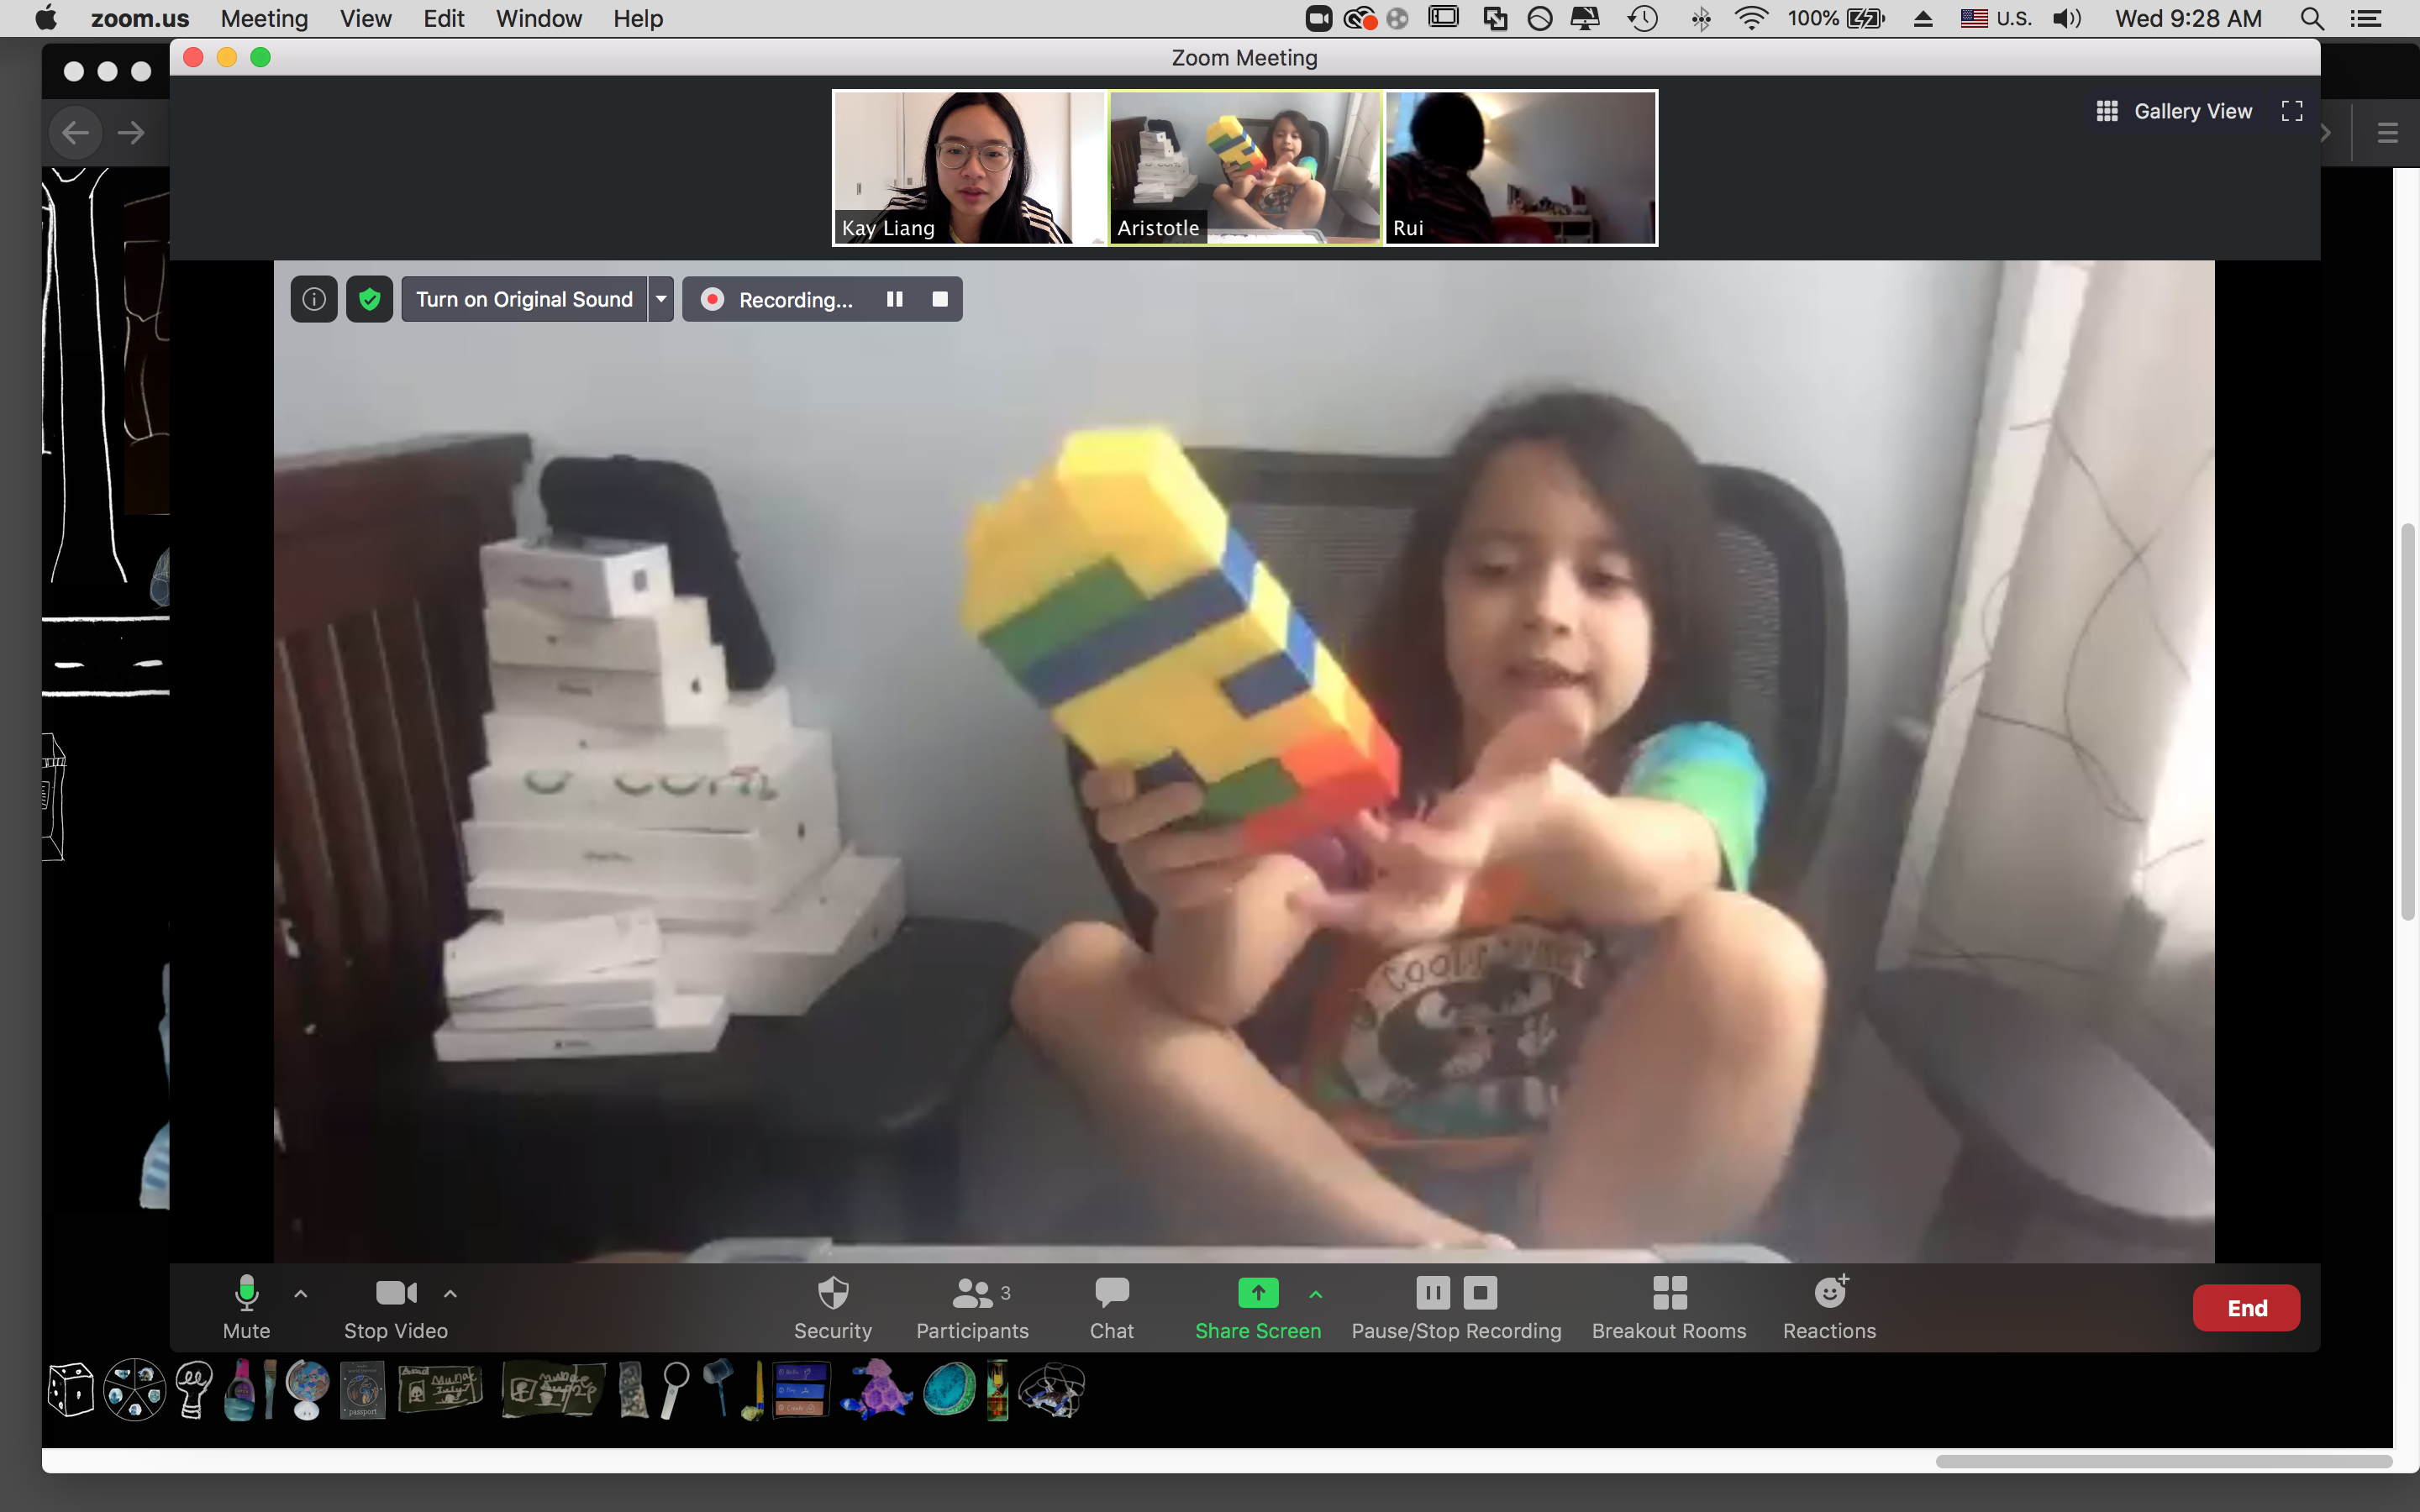 zoom.us Meeting View Edit Window Help 100% U.S. Wed 9:28 AM
Zoom Meeting
Kay Liang
Aristotle
Rui
Gallery View
Turn on Original Sound
Recording...
Mute
Stop Video
Security
3
Participants
Chat
Share Screen
Pause/Stop Recording
Breakout Rooms
Reactions
End
passport